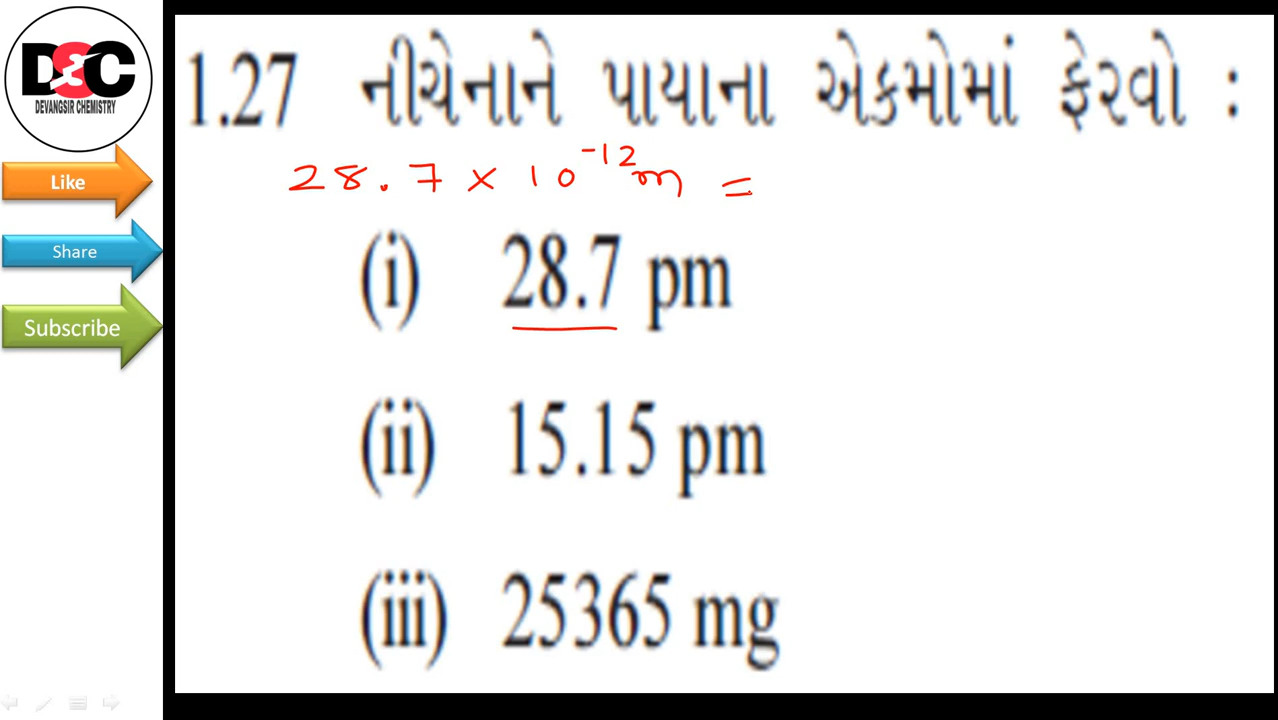 DSC
DEVANGSIR CHEMISTRY
Like
Share
Subscribe
1.27 નીચેનાને પાયાના એકમોમાં ફેરવો :
28.7 × 10⁻¹² m =
(i) 28.7 pm
(ii) 15.15 pm
(iii) 25365 mg